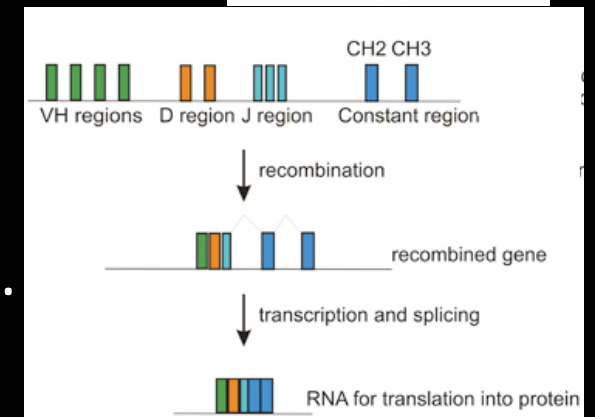 CH2 CH3
VH regions D region J region Constant region
recombination
recombined gene
transcription and splicing
RNA for translation into protein